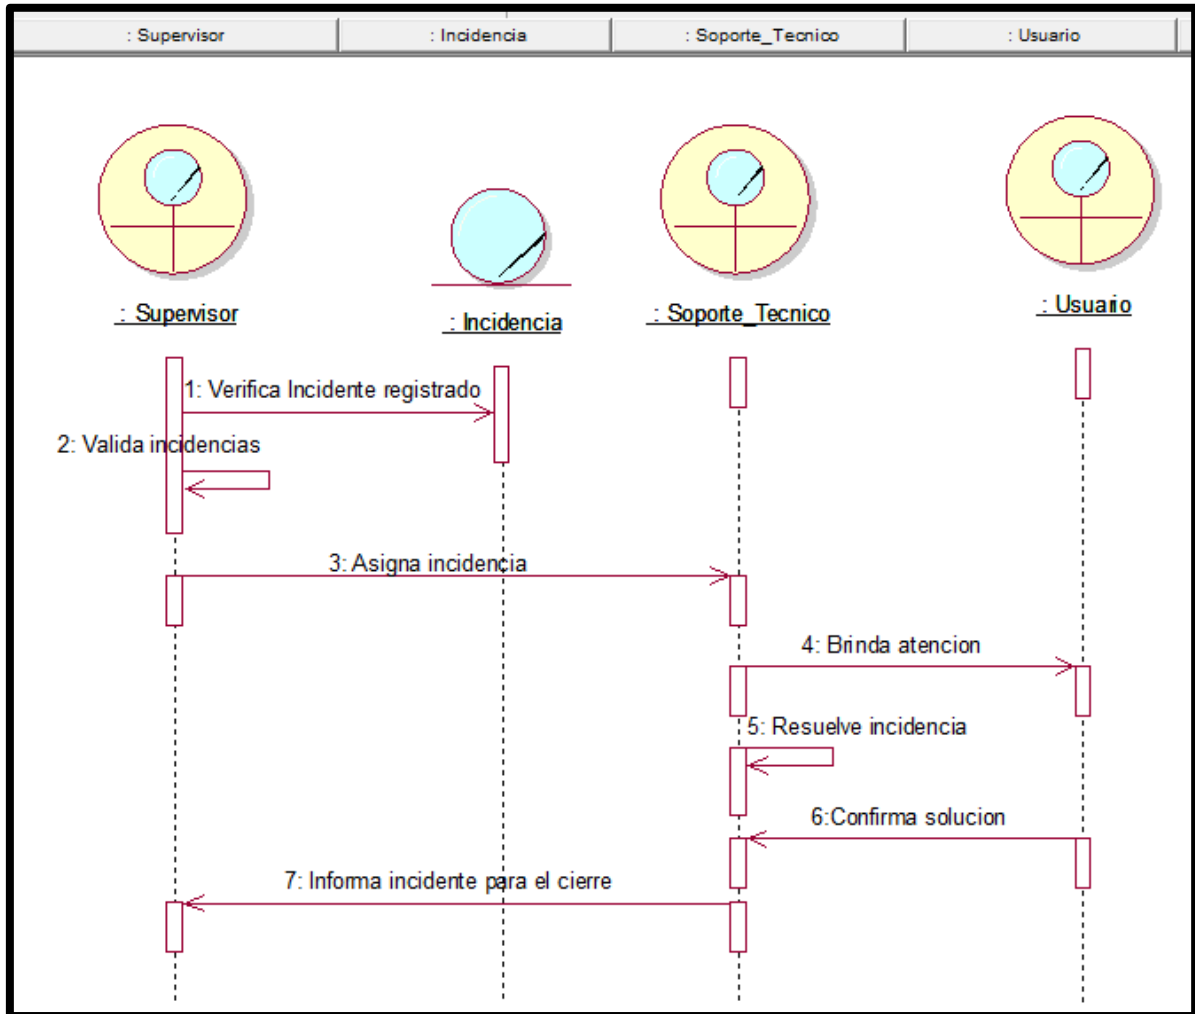 : Supervisor
: Incidencia
: Soporte_Tecnico
: Usuario
: Supervisor
: Incidencia
: Soporte_Tecnico
: Usuario
1: Verifica Incidente registrado
2: Valida incidencias
3: Asigna incidencia
4: Brinda atencion
5: Resuelve incidencia
6:Confirma solucion
7: Informa incidente para el cierre